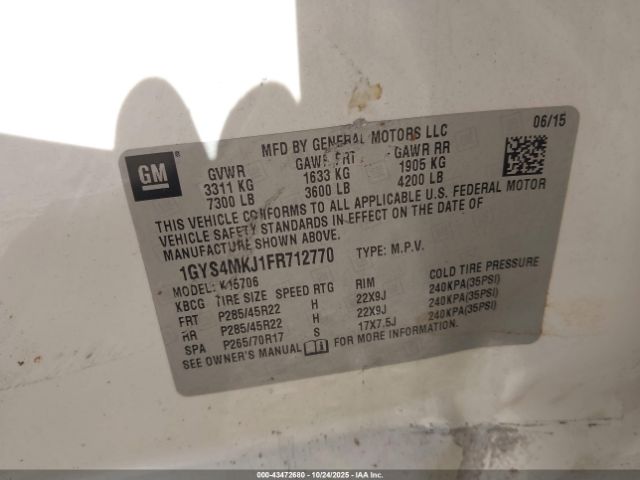 MFD BY GENERAL MOTORS LLC 06/15
GM
GVWR GAWR FRT GAWR RR
3311 KG 1633 KG 1905 KG
7300 LB 3600 LB 4200 LB
THIS VEHICLE CONFORMS TO ALL APPLICABLE U.S. FEDERAL MOTOR
VEHICLE SAFETY STANDARDS IN EFFECT ON THE DATE OF
MANUFACTURE SHOWN ABOVE.
1GYS4MKJ1FR712770 TYPE: M.P.V.
MODEL: K15706
KBCG TIRE SIZE SPEED RTG RIM COLD TIRE PRESSURE
FRT P285/45R22 H 22X9J 240KPA(35PSI)
RR P285/45R22 H 22X9J 240KPA(35PSI)
SPA P265/70R17 S 17X7.5J 240KPA(35PSI)
SEE OWNER'S MANUAL FOR MORE INFORMATION.
000-43472680 10/24/2025 COPYRIGHT IAA